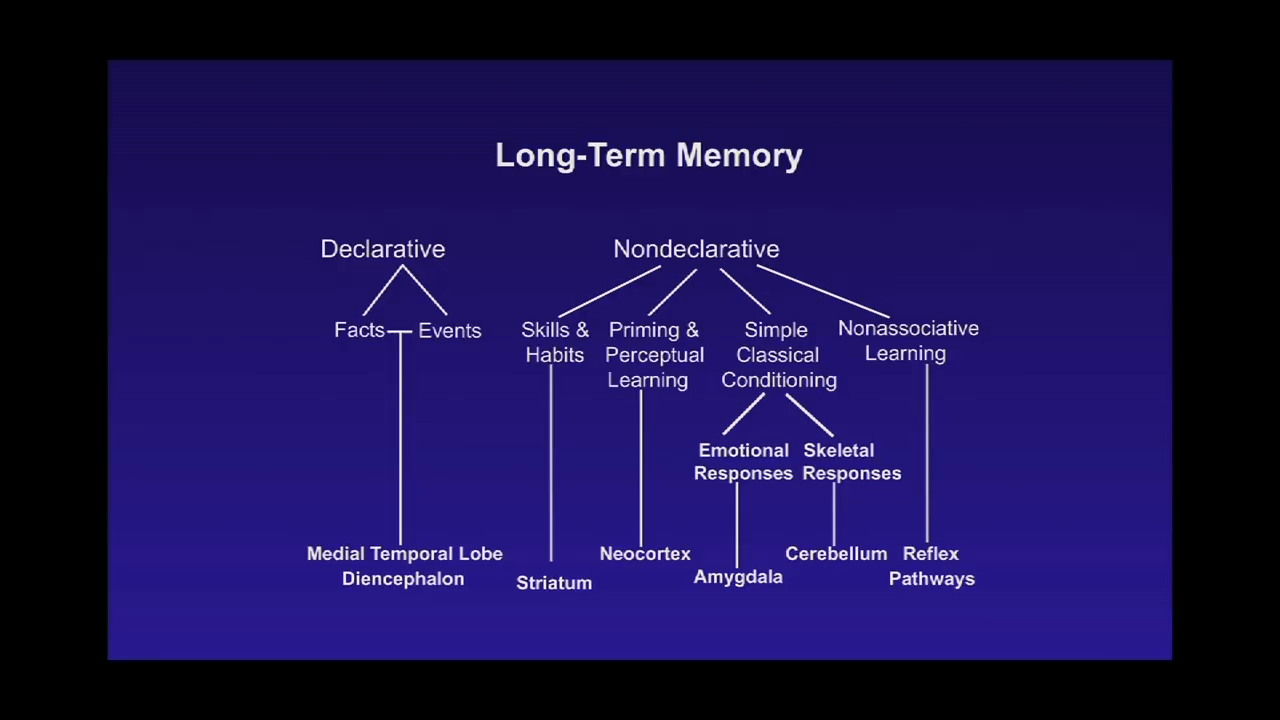 Long-Term Memory
Declarative
Nondeclarative
Facts
Events
Skills &
Habits
Priming &
Perceptual
Learning
Simple
Classical
Conditioning
Nonassociative
Learning
Emotional
Responses
Skeletal
Responses
Medial Temporal Lobe
Diencephalon
Striatum
Neocortex
Amygdala
Cerebellum
Reflex
Pathways